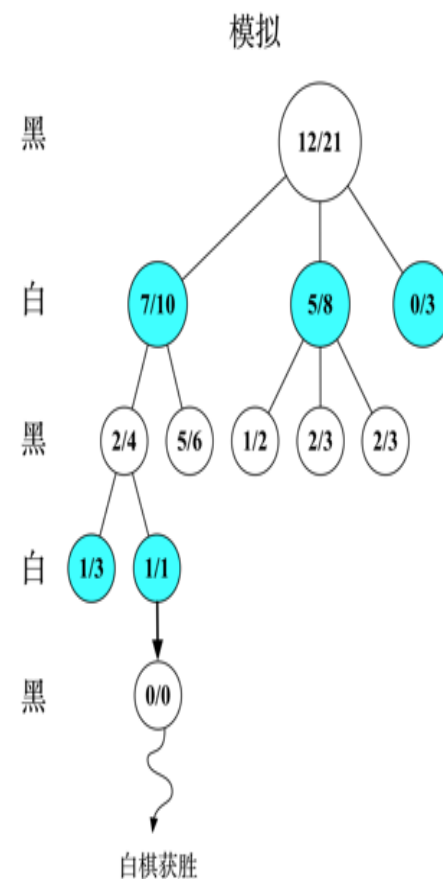 模拟
黑
12/21
白
7/10 5/8 0/3
黑
2/4 5/6 1/2 2/3 2/3
白
1/3 1/1
黑
0/0
白棋获胜